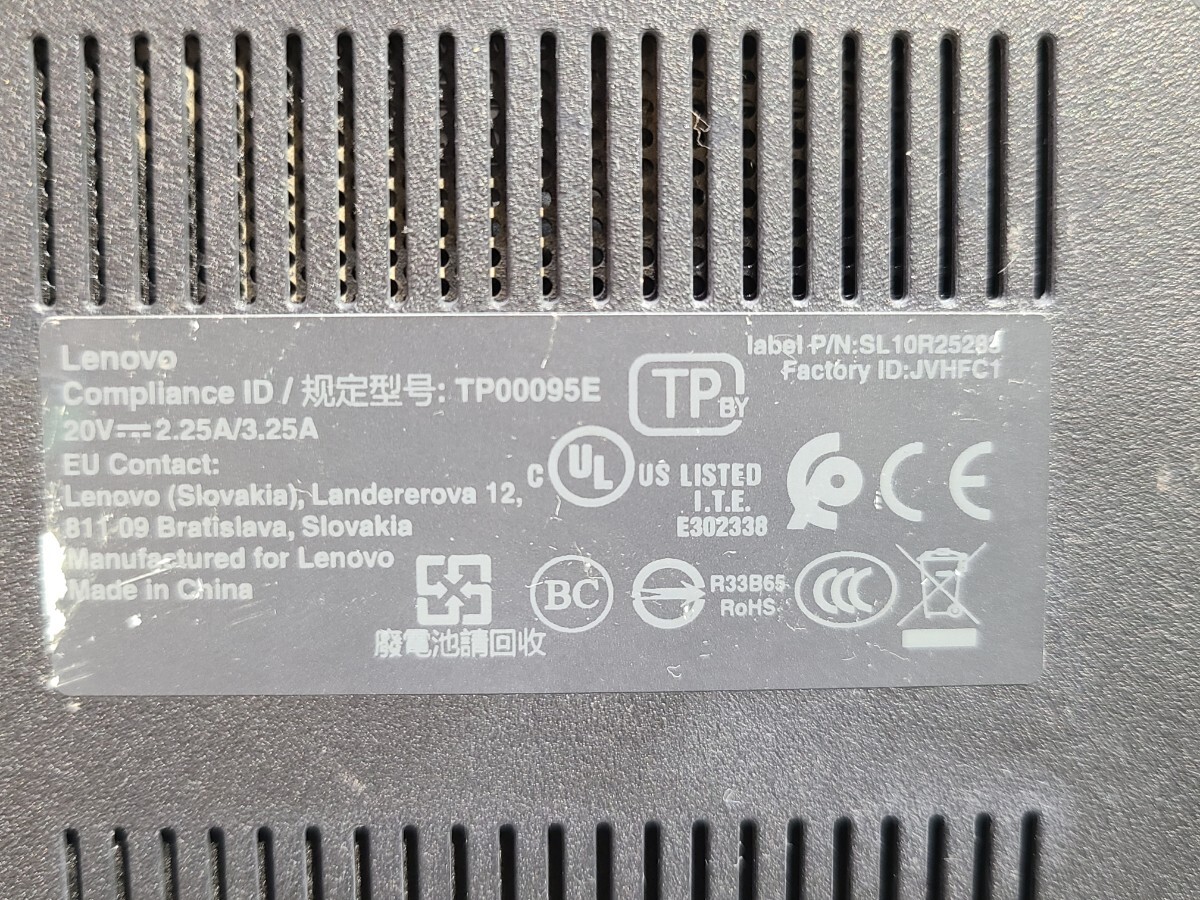 Lenovo
Compliance ID / 规定型号: TP00095E
20V⎓2.25A/3.25A
EU Contact:
Lenovo (Slovakia), Landererova 12,
811 09 Bratislava, Slovakia
Manufactured for Lenovo
Made in China
label P/N:
Factory ID:JVHFC1
TP
BY
C UL US LISTED
I.T.E.
E302338
CE
BC
R33B65
RoHS
CCC
廢電池請回收